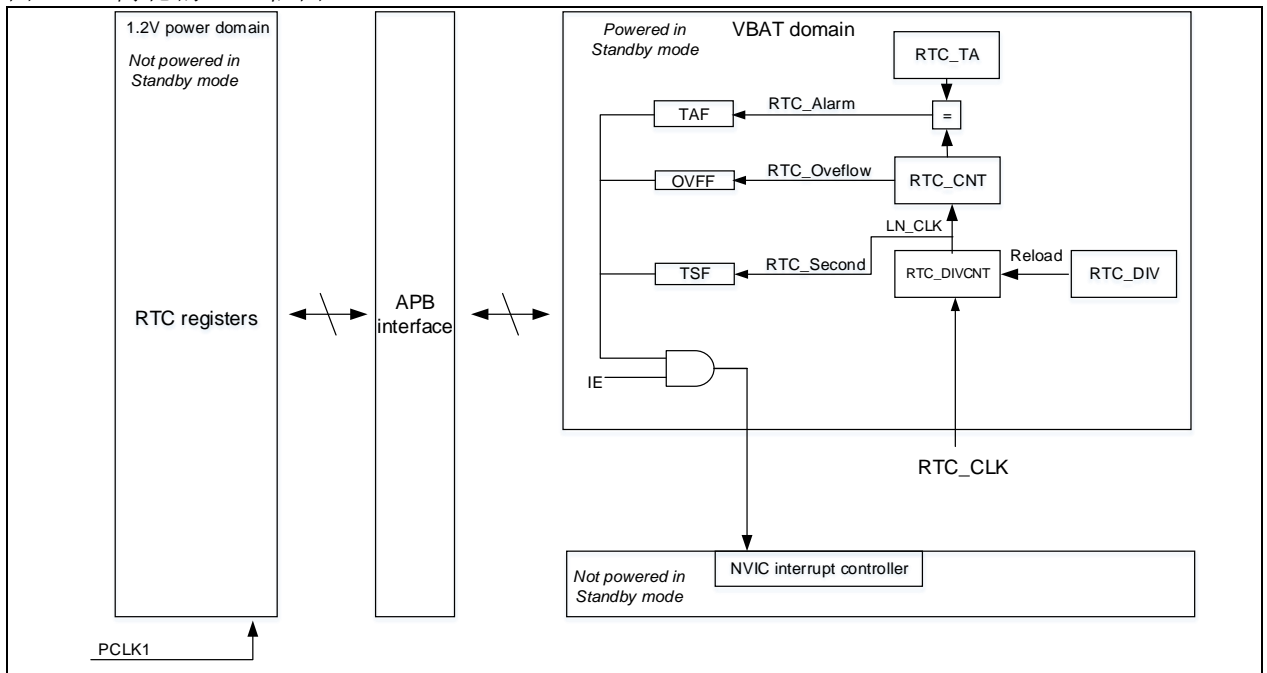 1.2V power domain
Not powered in
Standby mode
RTC registers
PCLK1
APB
interface
Powered in
Standby mode
VBAT domain
RTC_TA
TAF
RTC_Alarm
=
OVFF
RTC_Oveflow
RTC_CNT
LN_CLK
TSF
RTC_Second
RTC_DIVCNT
Reload
RTC_DIV
IE
RTC_CLK
NVIC interrupt controller
Not powered in
Standby mode